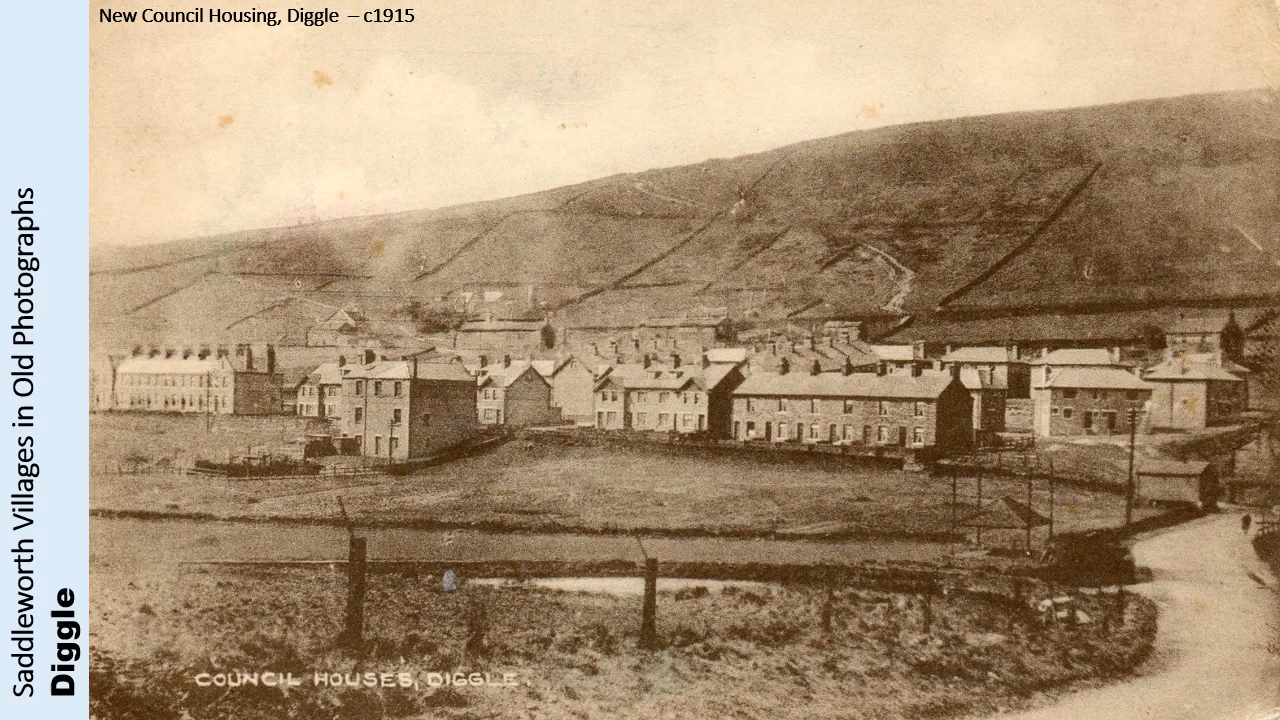 New Council Housing, Diggle – c1915
Saddleworth Villages in Old Photographs
Diggle
COUNCIL HOUSES, DIGGLE.